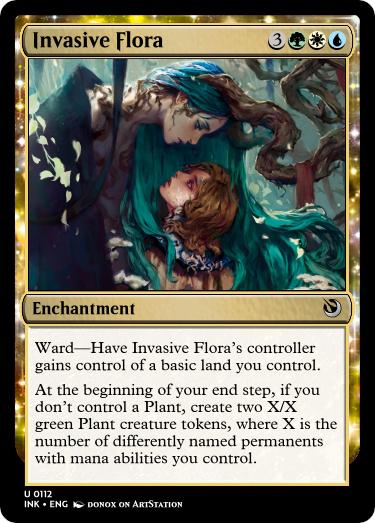 Invasive Flora 3
Enchantment
Ward—Have Invasive Flora's controller
gains control of a basic land you control.
At the beginning of your end step, if you
don't control a Plant, create two X/X
green Plant creature tokens, where X is the
number of differently named permanents
with mana abilities you control.
U 0112
INK • ENG DONOX ON ARTSTATION